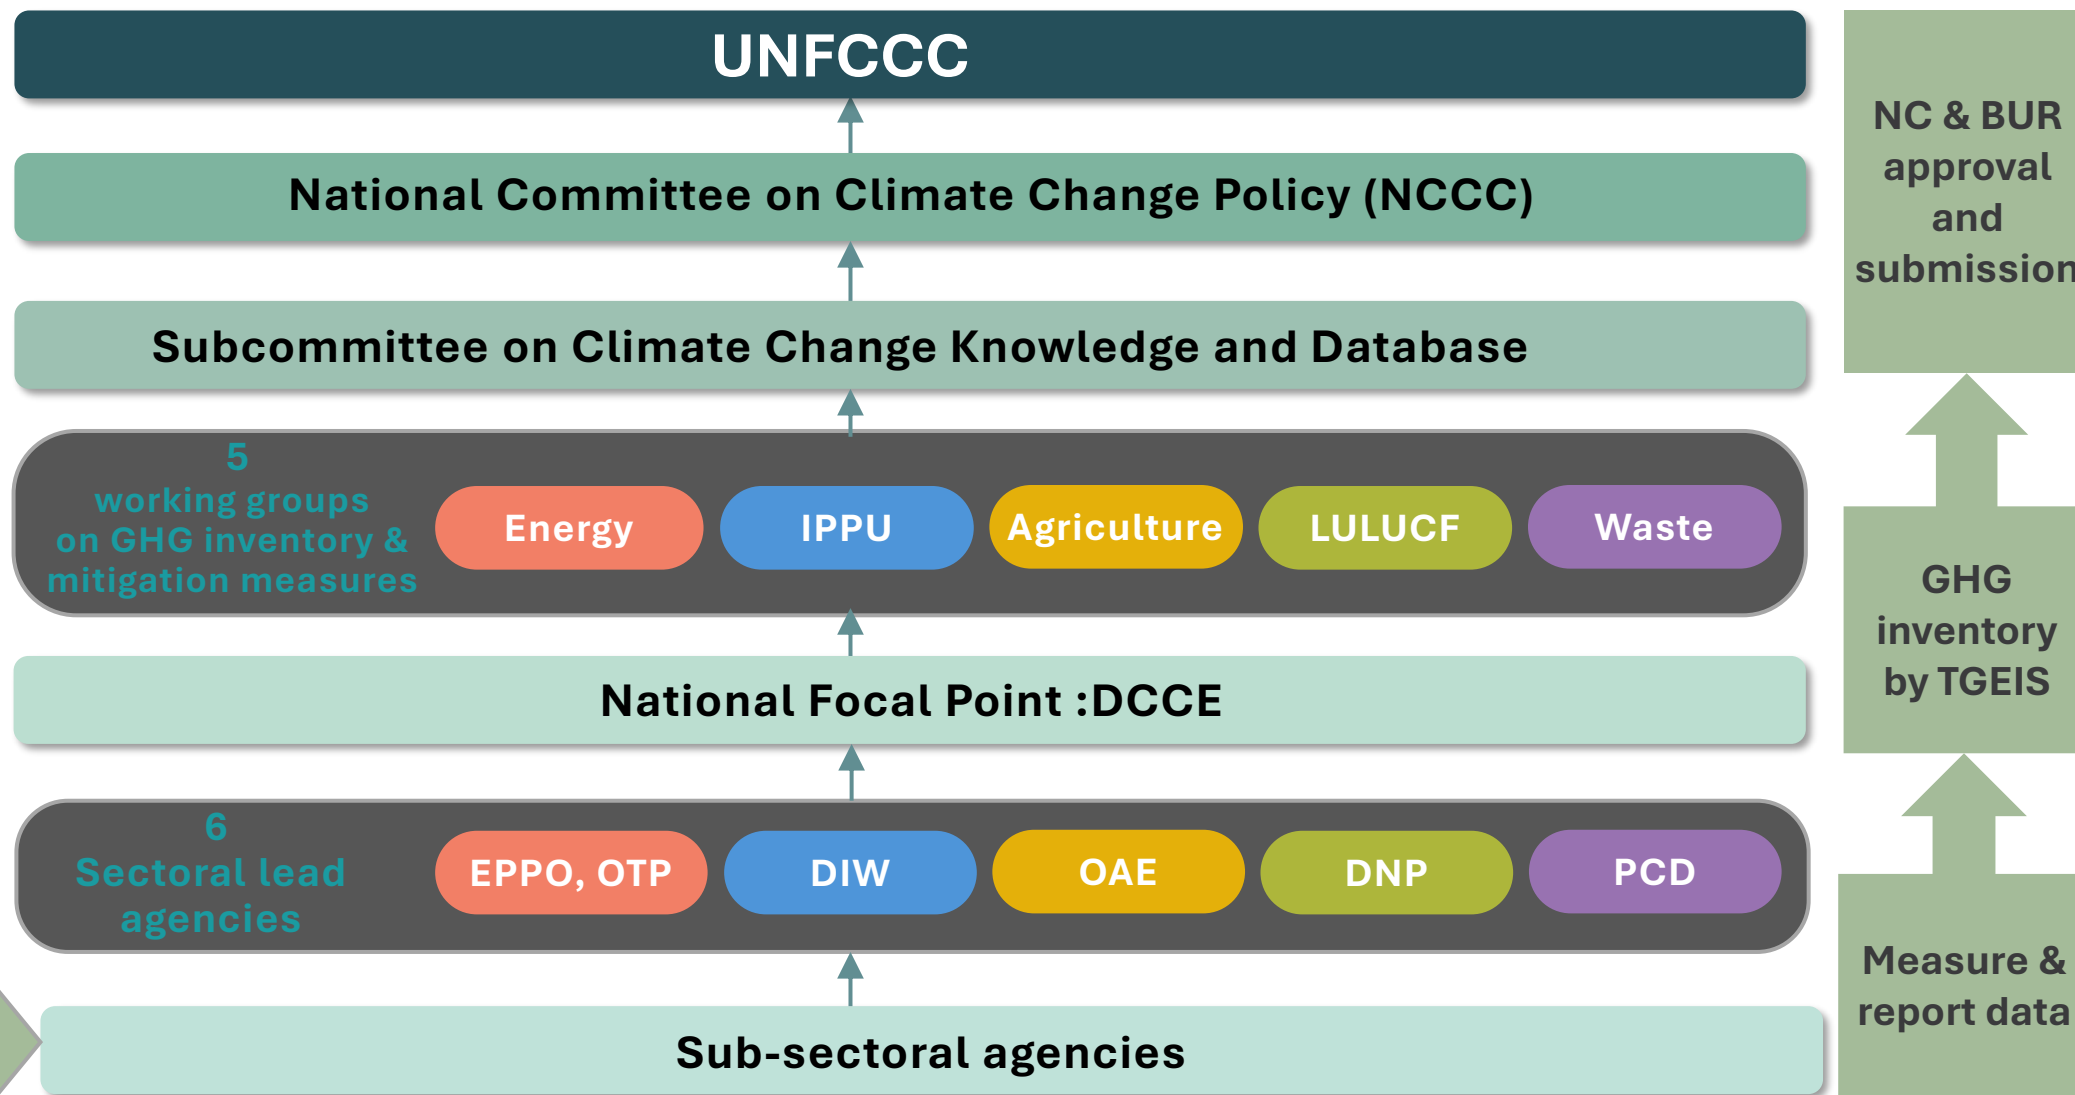 UNFCCC
National Committee on Climate Change Policy (NCCC)
Subcommittee on Climate Change Knowledge and Database
5
working groups
on GHG inventory &
mitigation measures
Energy
IPPU
Agriculture
LULUCF
Waste
National Focal Point :DCCE
6
Sectoral lead
agencies
EPPO, OTP
DIW
OAE
DNP
PCD
Sub-sectoral agencies
NC & BUR
approval
and
submission
GHG
inventory
by TGEIS
Measure &
report data